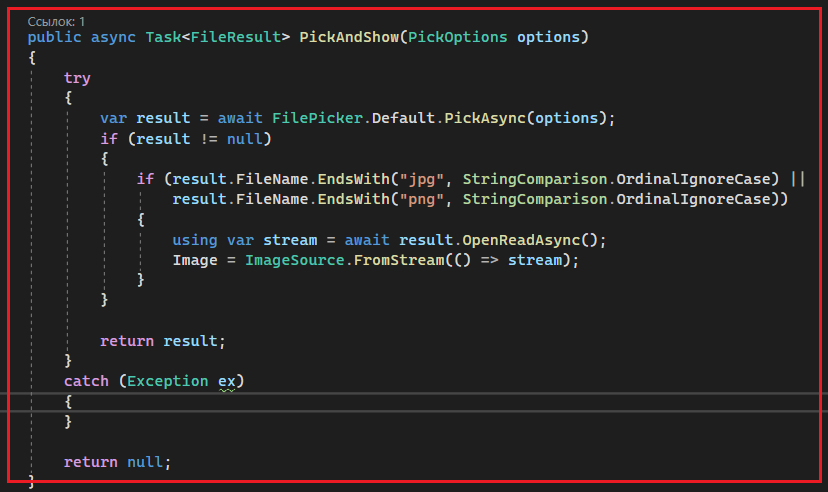 Ссылок: 1
public async Task<FileResult> PickAndShow(PickOptions options)
{
    try
    {
        var result = await FilePicker.Default.PickAsync(options);
        if (result != null)
        {
            if (result.FileName.EndsWith("jpg", StringComparison.OrdinalIgnoreCase) ||
                result.FileName.EndsWith("png", StringComparison.OrdinalIgnoreCase))
            {
                using var stream = await result.OpenReadAsync();
                Image = ImageSource.FromStream(() => stream);
            }
        }

        return result;
    }
    catch (Exception ex)
    {
    }

    return null;
}